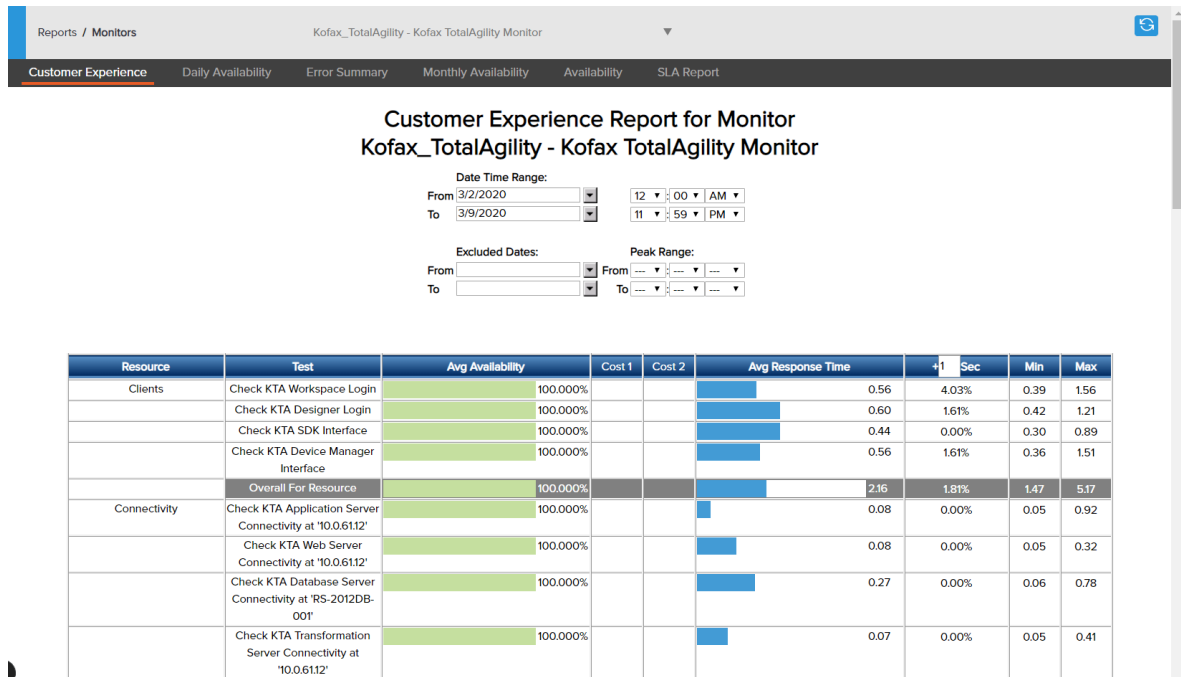 Reports / Monitors Kofax_TotalAgility - Kofax TotalAgility Monitor ▼
Customer Experience Daily Availability Error Summary Monthly Availability Availability SLA Report
Customer Experience Report for Monitor
Kofax_TotalAgility - Kofax TotalAgility Monitor
Date Time Range:
From 3/2/2020 12 : 00 AM
To 3/9/2020 11 : 59 PM
Excluded Dates: Peak Range:
From From --- : --- ---
To To --- : --- ---
Resource Test Avg Availability Cost 1 Cost 2 Avg Response Time +1 Sec Min Max
Clients Check KTA Workspace Login 100.000% 0.56 4.03% 0.39 1.56
Check KTA Designer Login 100.000% 0.60 1.61% 0.42 1.21
Check KTA SDK Interface 100.000% 0.44 0.00% 0.30 0.89
Check KTA Device Manager 100.000% 0.56 1.61% 0.36 1.51
Interface
Overall For Resource 100.000% 2.16 1.81% 1.47 5.17
Connectivity Check KTA Application Server 100.000% 0.08 0.00% 0.05 0.92
Connectivity at '10.0.61.12'
Check KTA Web Server 100.000% 0.08 0.00% 0.05 0.32
Connectivity at '10.0.61.12'
Check KTA Database Server 100.000% 0.27 0.00% 0.06 0.78
Connectivity at 'RS-2012DB-
001'
Check KTA Transformation 100.000% 0.07 0.00% 0.05 0.41
Server Connectivity at
'10.0.61.12'